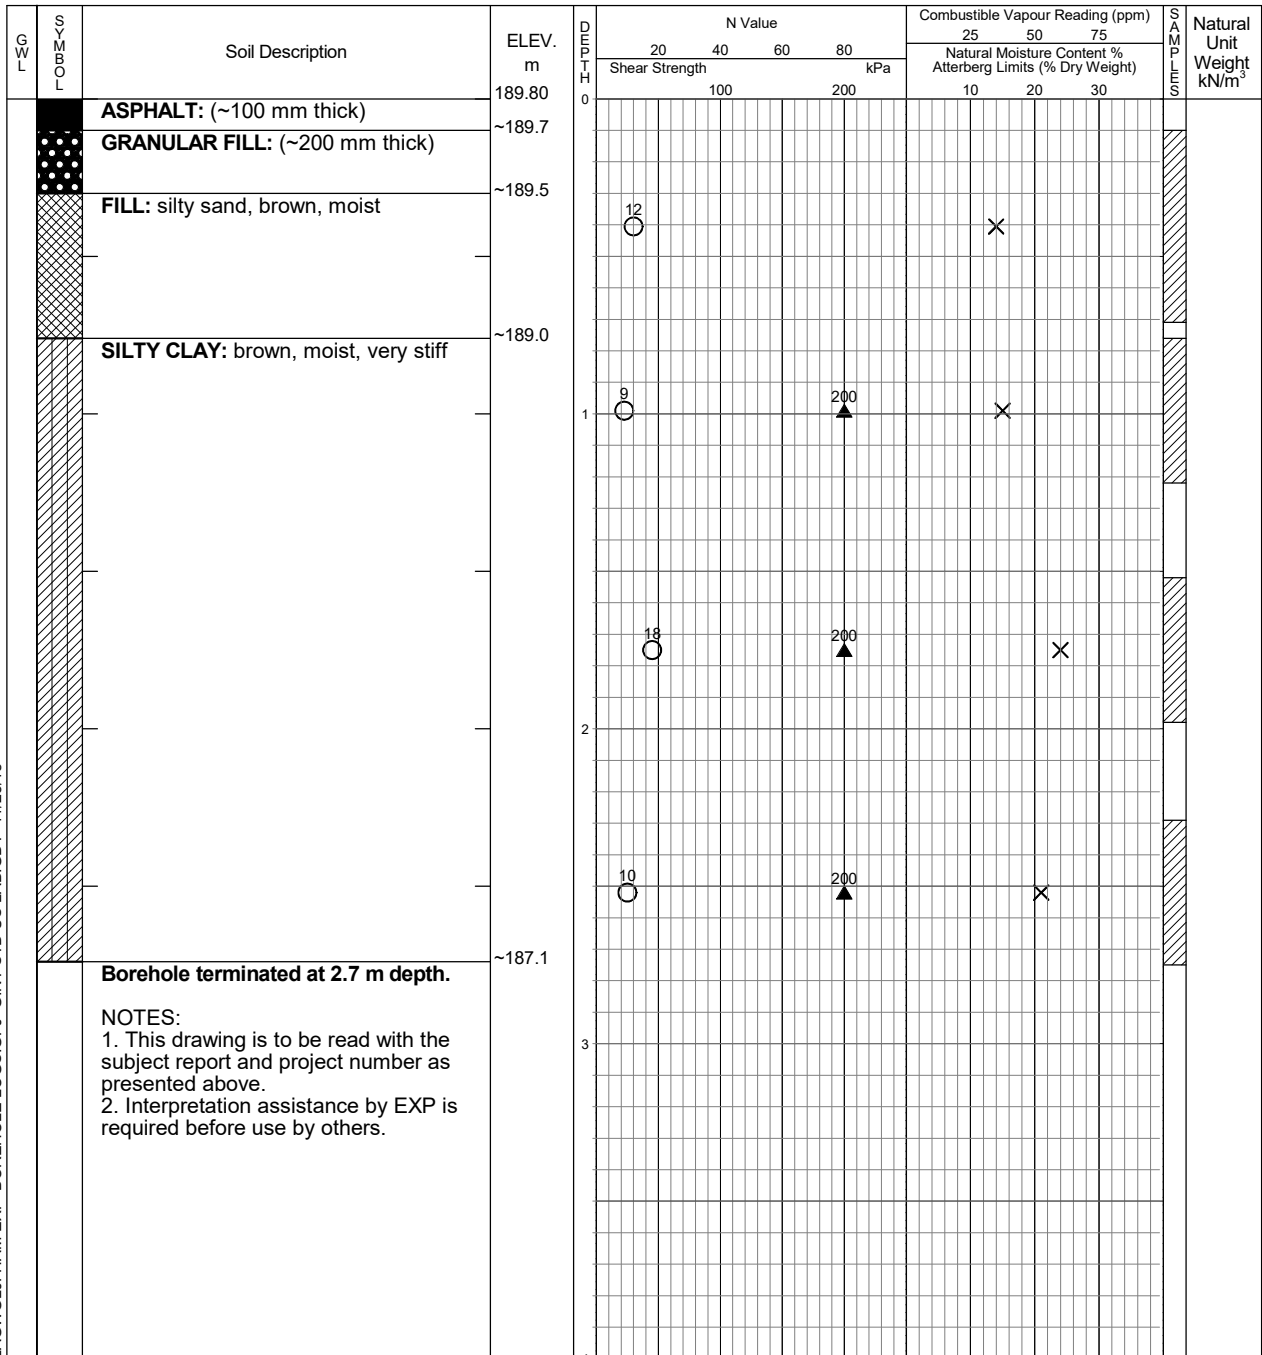 GWL
SYMBOL
Soil Description
ELEV.
m
DEPTH
N Value
20 40 60 80
Shear Strength kPa
100 200
Combustible Vapour Reading (ppm)
25 50 75
Natural Moisture Content %
Atterberg Limits (% Dry Weight)
10 20 30
SAMPLES
Natural
Unit
Weight
kN/m³
189.80
0
ASPHALT: (~100 mm thick)
~189.7
GRANULAR FILL: (~200 mm thick)
~189.5
FILL: silty sand, brown, moist
12
~189.0
SILTY CLAY: brown, moist, very stiff
9 200
1
18 200
2
10 200
~187.1
Borehole terminated at 2.7 m depth.
NOTES:
1. This drawing is to be read with the
subject report and project number as
presented above.
2. Interpretation assistance by EXP is
required before use by others.
3